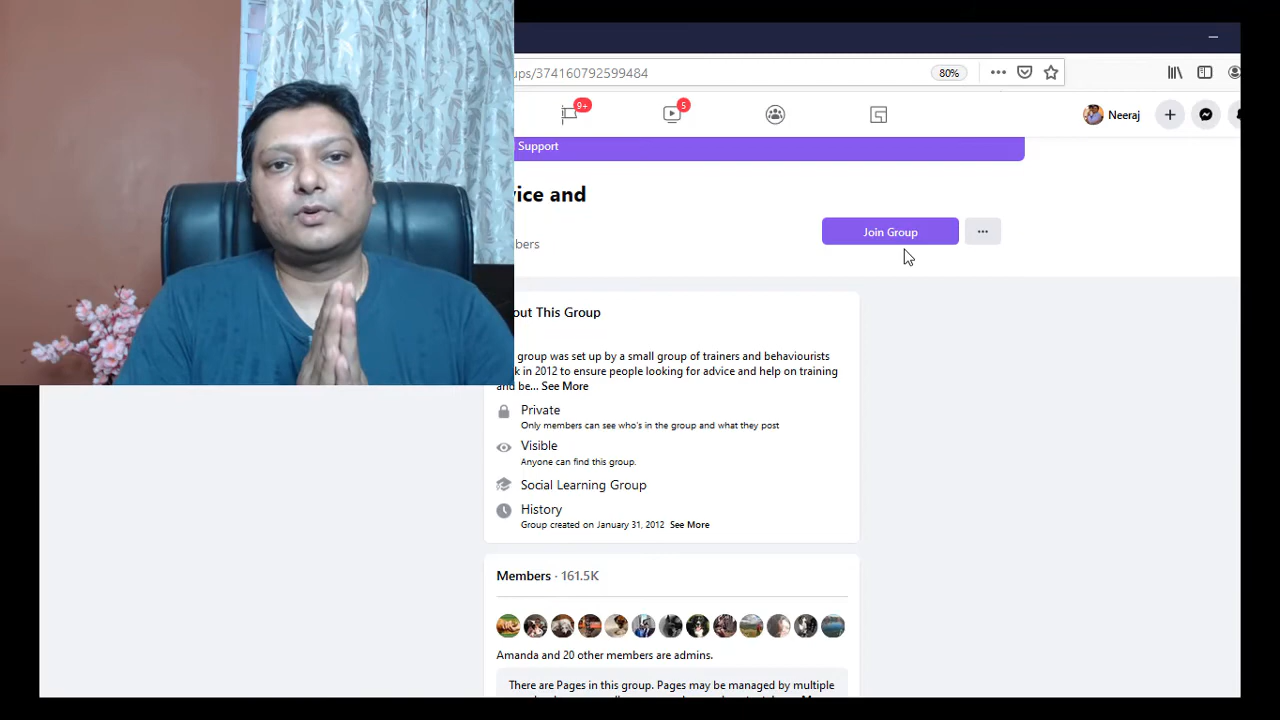 ups/374160792599484
80%
9+
5
Neeraj
Support
vice and
bers
Join Group
out This Group
group was set up by a small group of trainers and behaviourists
k in 2012 to ensure people looking for advice and help on training
and be... See More
Private
Only members can see who's in the group and what they post
Visible
Anyone can find this group.
Social Learning Group
History
Group created on January 31, 2012 See More
Members · 161.5K
Amanda and 20 other members are admins.
There are Pages in this group. Pages may be managed by multiple